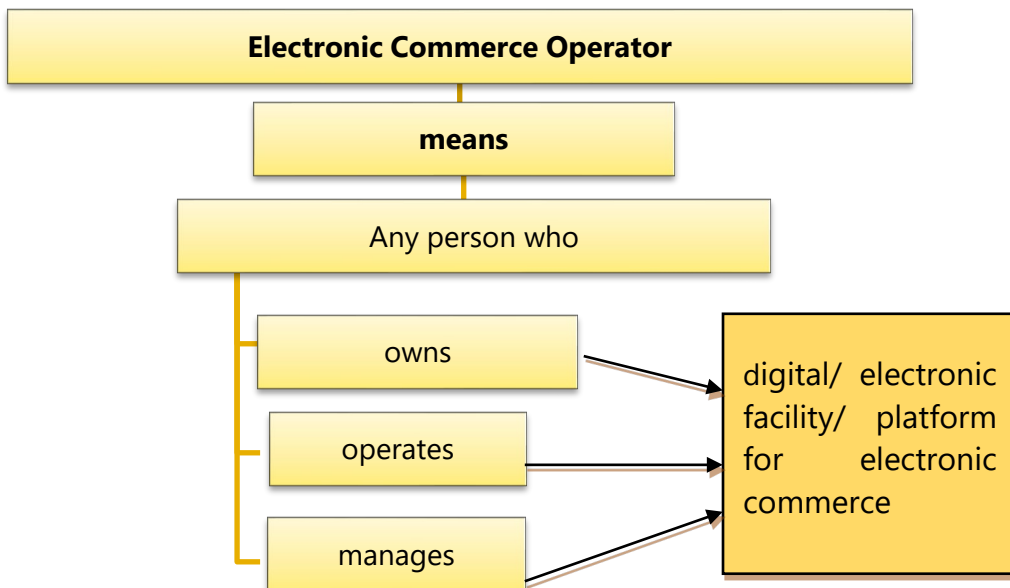 Electronic Commerce Operator
means
Any person who
owns
operates
manages
digital/ electronic
facility/ platform
for electronic
commerce